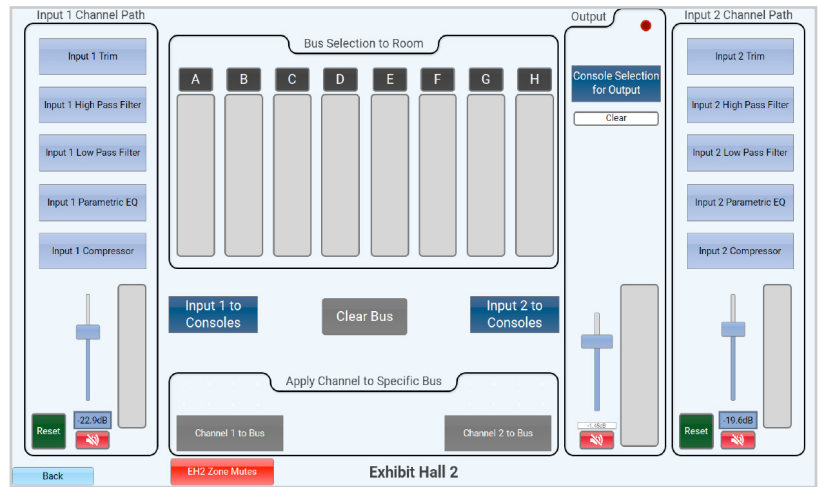 Input 1 Channel Path
Input 1 Trim
Input 1 High Pass Filter
Input 1 Low Pass Filter
Input 1 Parametric EQ
Input 1 Compressor
Reset
-22.9dB
Back
Bus Selection to Room
A B C D E F G H
Input 1 to
Consoles
Clear Bus
Input 2 to
Consoles
Apply Channel to Specific Bus
Channel 1 to Bus
Channel 2 to Bus
EH2 Zone Mutes
Exhibit Hall 2
Output
Console Selection
for Output
Clear
Input 2 Channel Path
Input 2 Trim
Input 2 High Pass Filter
Input 2 Low Pass Filter
Input 2 Parametric EQ
Input 2 Compressor
Reset
-19.6dB